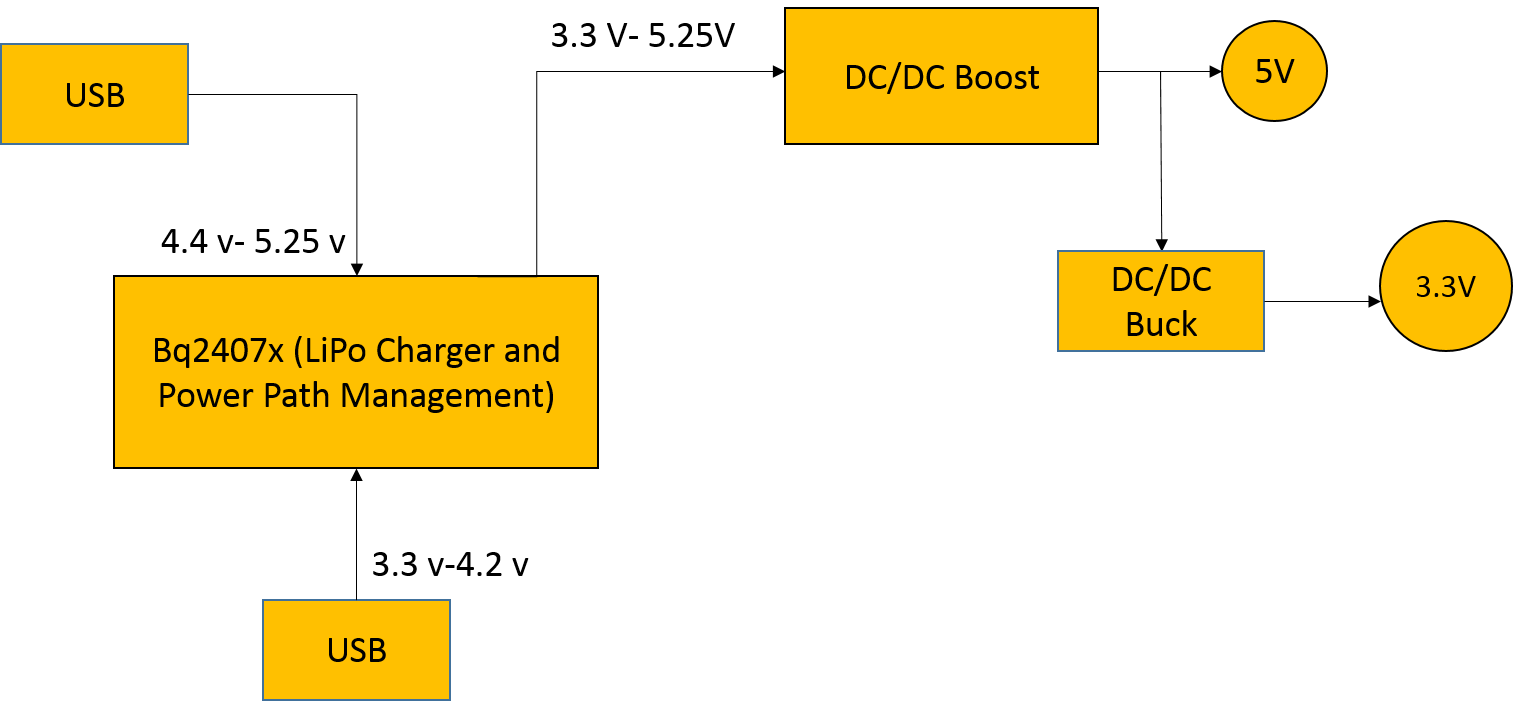 USB
4.4 v- 5.25 v
3.3 V- 5.25V
DC/DC Boost
5V
DC/DC
Buck
3.3V
Bq2407x (LiPo Charger and
Power Path Management)
3.3 v-4.2 v
USB